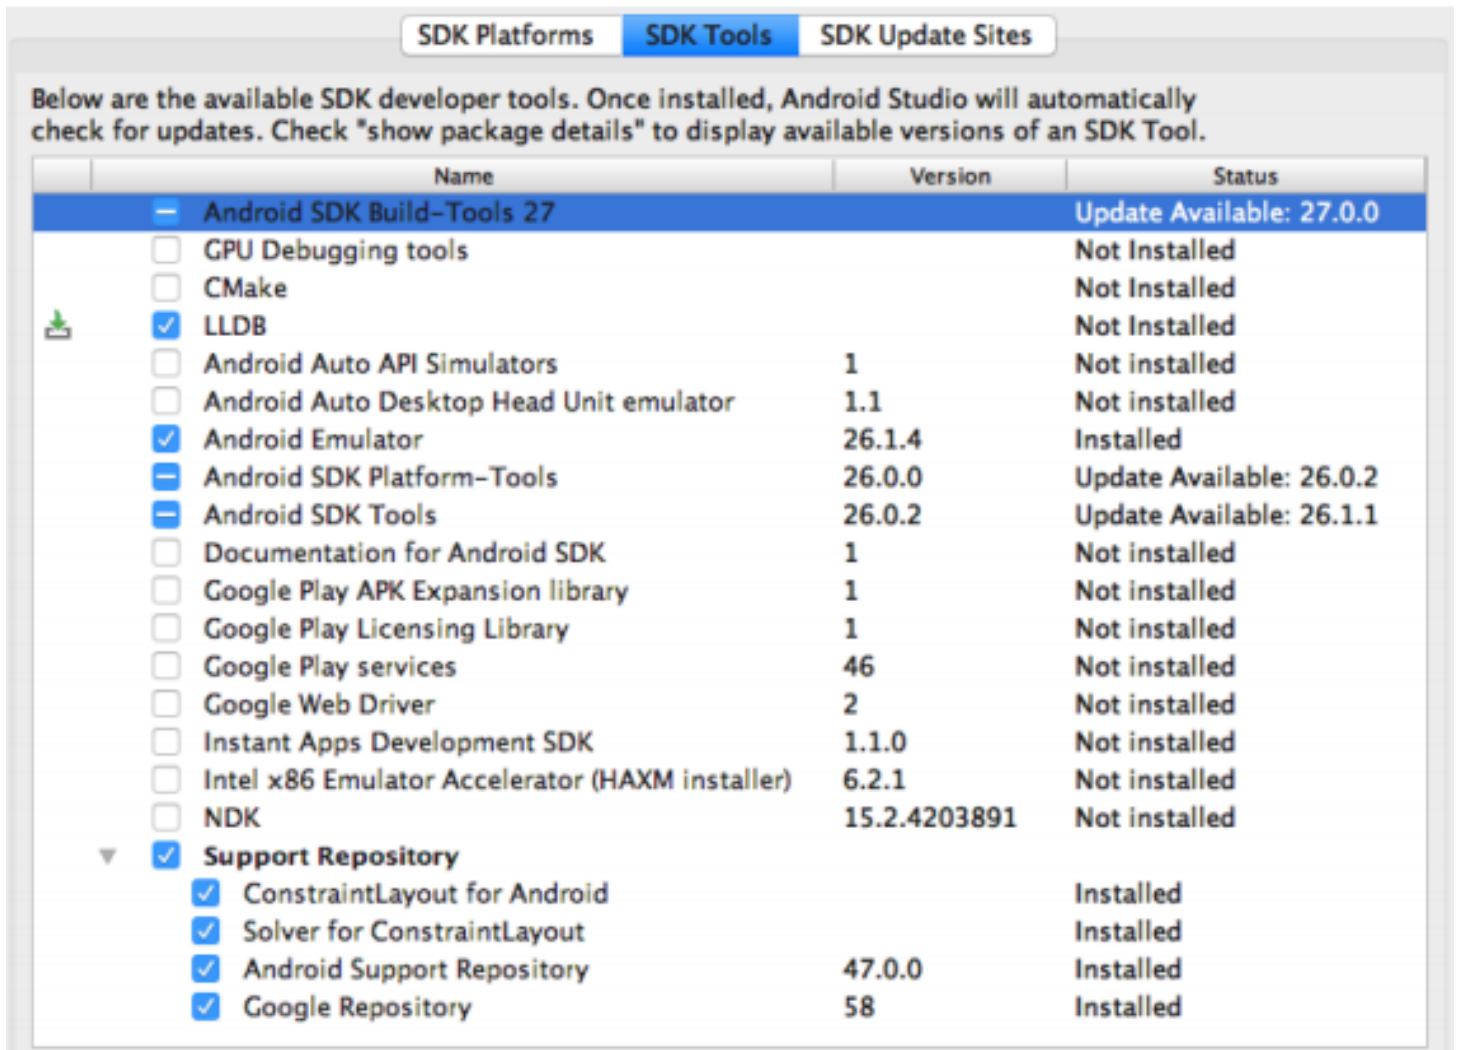 SDK Platforms SDK Tools SDK Update Sites
Below are the available SDK developer tools. Once installed, Android Studio will automatically
check for updates. Check "show package details" to display available versions of an SDK Tool.
Name Version Status
Android SDK Build-Tools 27 Update Available: 27.0.0
GPU Debugging tools Not Installed
CMake Not Installed
LLDB Not Installed
Android Auto API Simulators 1 Not installed
Android Auto Desktop Head Unit emulator 1.1 Not installed
Android Emulator 26.1.4 Installed
Android SDK Platform-Tools 26.0.0 Update Available: 26.0.2
Android SDK Tools 26.0.2 Update Available: 26.1.1
Documentation for Android SDK 1 Not installed
Google Play APK Expansion library 1 Not installed
Google Play Licensing Library 1 Not installed
Google Play services 46 Not installed
Google Web Driver 2 Not installed
Instant Apps Development SDK 1.1.0 Not installed
Intel x86 Emulator Accelerator (HAXM installer) 6.2.1 Not installed
NDK 15.2.4203891 Not installed
Support Repository
ConstraintLayout for Android Installed
Solver for ConstraintLayout Installed
Android Support Repository 47.0.0 Installed
Google Repository 58 Installed